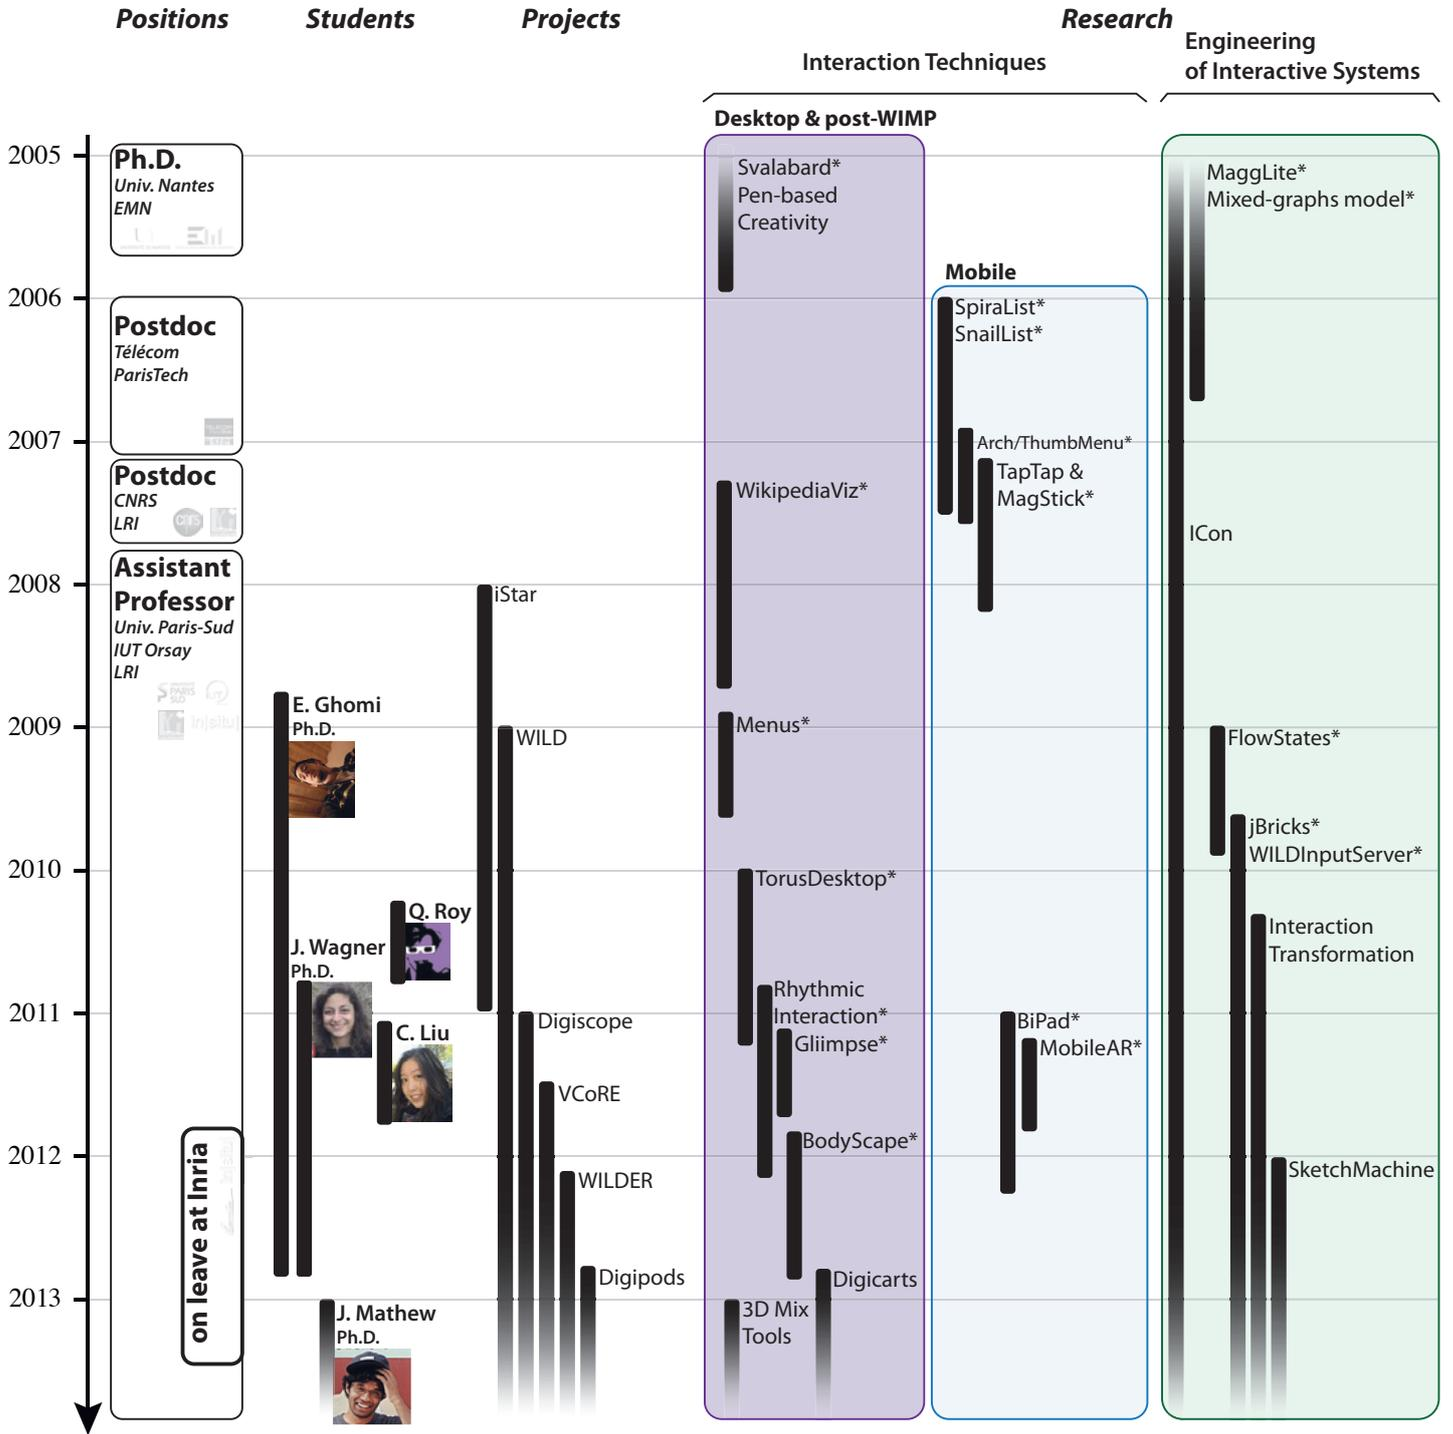 Positions
Students
Projects
Research
Interaction Techniques
Engineering
of Interactive Systems
Desktop & post-WIMP
Mobile
2005
2006
2007
2008
2009
2010
2011
2012
2013
Ph.D.
Univ. Nantes
EMN
Postdoc
Télécom
ParisTech
Postdoc
CNRS
LRI
Assistant
Professor
Univ. Paris-Sud
IUT Orsay
LRI
on leave at Inria
E. Ghomi
Ph.D.
Q. Roy
J. Wagner
Ph.D.
C. Liu
J. Mathew
Ph.D.
iStar
WILD
Digiscope
VCoRE
WILDER
Digipods
Svalabard*
Pen-based
Creativity
WikipediaViz*
Menus*
TorusDesktop*
Rhythmic
Interaction*
Gliimpse*
BodyScape*
Digicarts
3D Mix
Tools
SpiraList*
SnailList*
Arch/ThumbMenu*
TapTap &
MagStick*
BiPad*
MobileAR*
MaggLite*
Mixed-graphs model*
ICon
FlowStates*
jBricks*
WILDInputServer*
Interaction
Transformation
SketchMachine